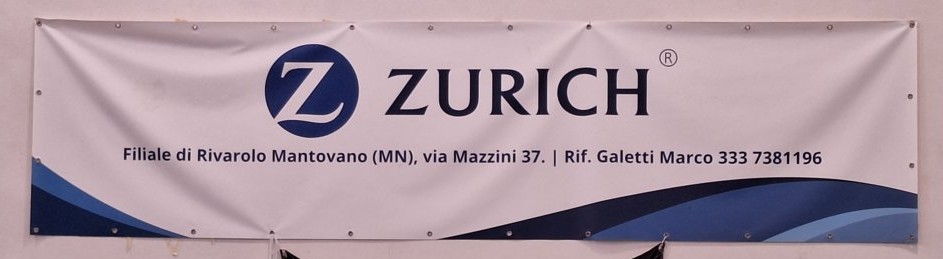 Z ZURICH ®
Filiale di Rivarolo Mantovano (MN), via Mazzini 37. | Rif. Galetti Marco 333 7381196